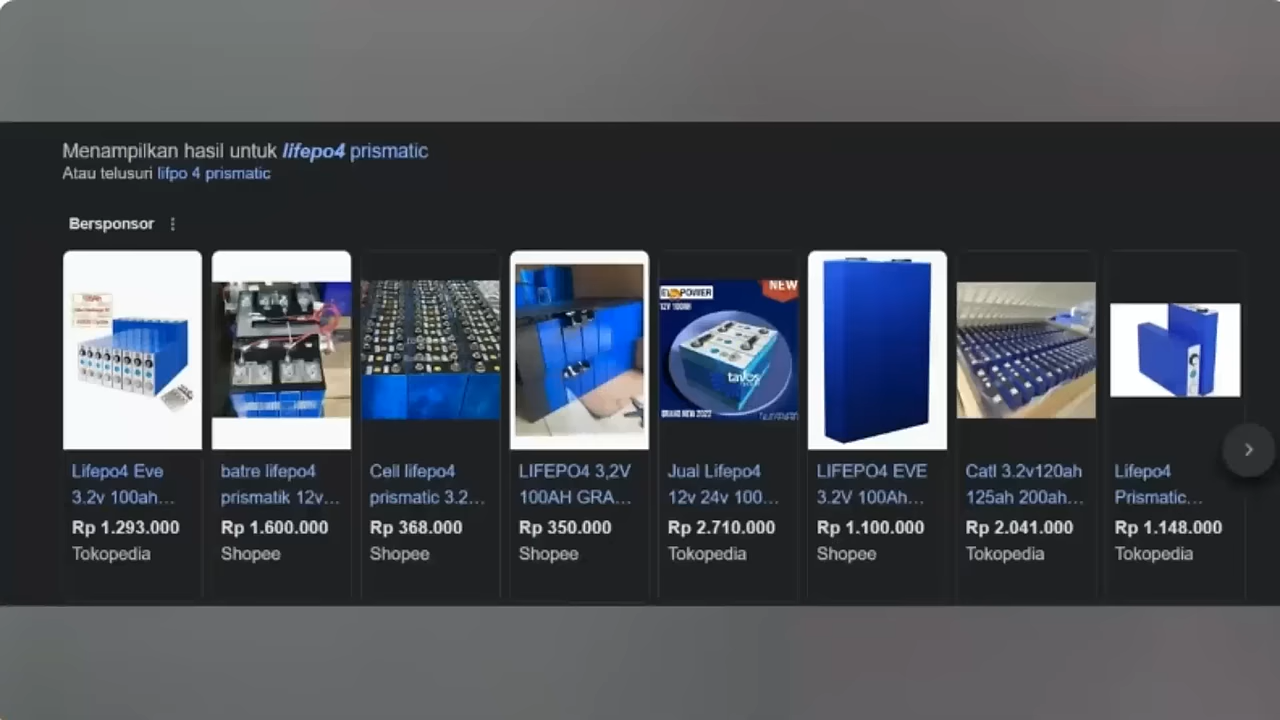 Menampilkan hasil untuk lifepo4 prismatic
Atau telusuri lifpo 4 prismatic
Bersponsor
NEW
12V 100AH
tavos
Lifepo4 Eve
3.2v 100ah...
Rp 1.293.000
Tokopedia
batre lifepo4
prismatik 12v...
Rp 1.600.000
Shopee
Cell lifepo4
prismatic 3.2...
Rp 368.000
Shopee
LIFEPO4 3,2V
100AH GRA...
Rp 350.000
Shopee
Jual Lifepo4
12v 24v 100...
Rp 2.710.000
Tokopedia
LIFEPO4 EVE
3.2V 100Ah...
Rp 1.100.000
Shopee
Catl 3.2v120ah
125ah 200ah...
Rp 2.041.000
Tokopedia
Lifepo4
Prismatic...
Rp 1.148.000
Tokopedia